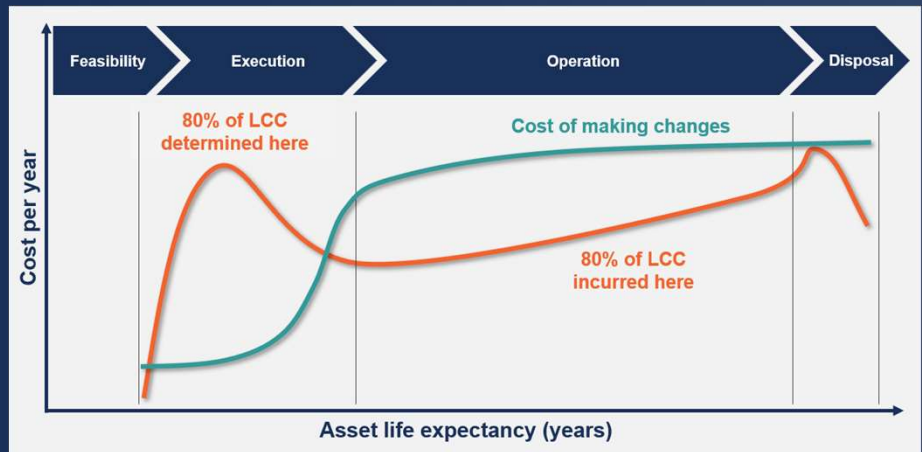 Feasibility
Execution
Operation
Disposal
80% of LCC
determined here
Cost of making changes
80% of LCC
incurred here
Cost per year
Asset life expectancy (years)